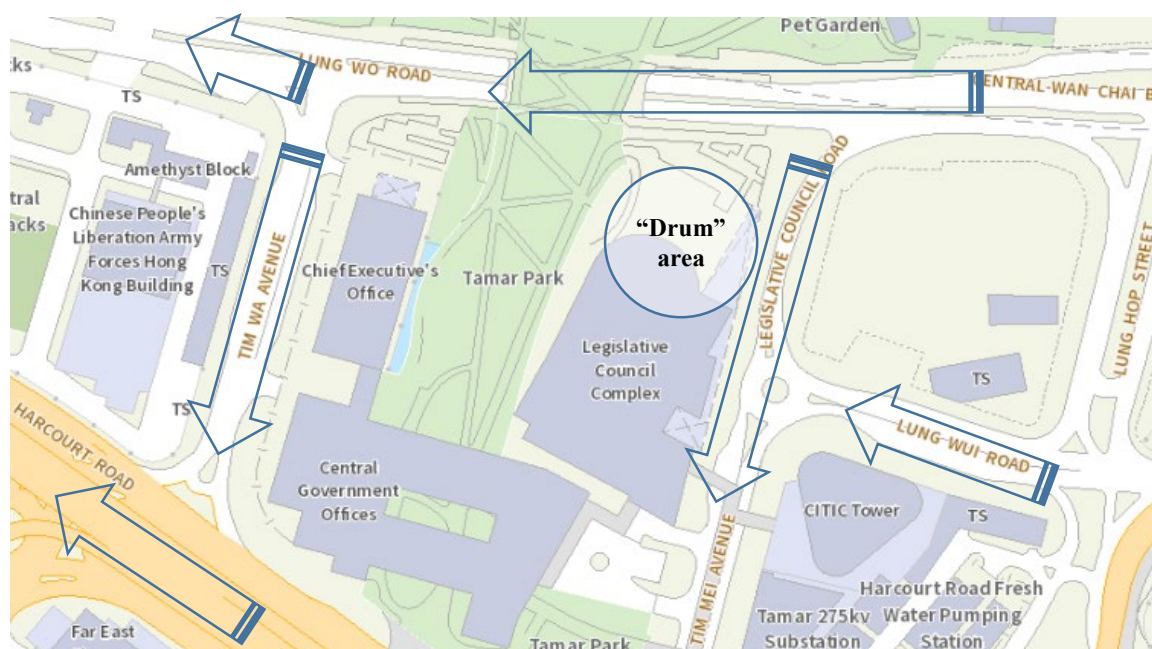 Pet Garden
LUNG WO ROAD
CENTRAL-WAN CHAI B
cks
TS
Amethyst Block
tral
acks
Chinese People's
Liberation Army
Forces Hong
Kong Building
TS
TIM WA AVENUE
Chief Executive's
Office
Tamar Park
“Drum”
area
LEGISLATIVE COUNCIL ROAD
LUNG HOP STREET
Legislative
Council
Complex
TS
TS
HARCOURT ROAD
LUNG WUI ROAD
Central
Government
Offices
CITIC Tower
TS
TIM MEI AVENUE
Harcourt Road Fresh
Water Pumping
Station
Tamar 275kv
Substation
Far East
Tamar Park